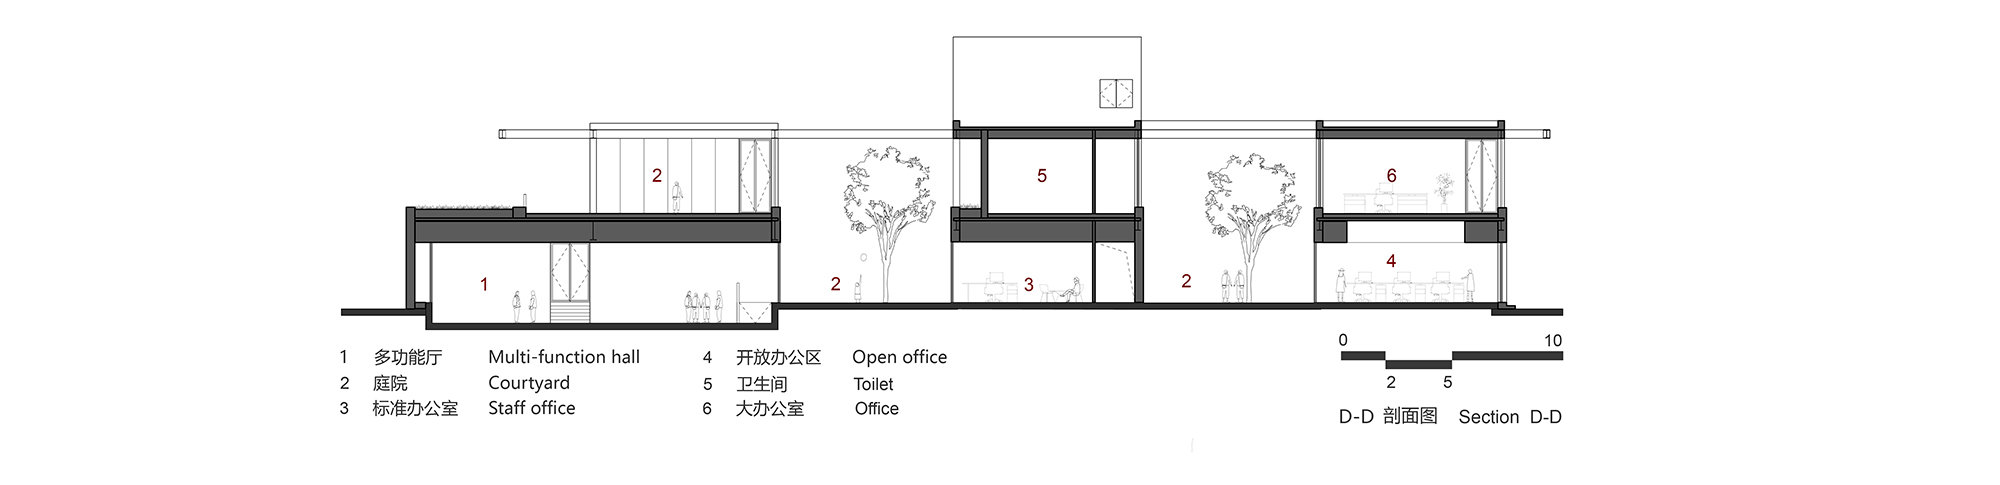 2
5
6
1
2
3
2
4
1 多功能厅 Multi-function hall
2 庭院 Courtyard
3 标准办公室 Staff office
4 开放办公区 Open office
5 卫生间 Toilet
6 大办公室 Office
0 10
2 5
D-D 剖面图 Section D-D